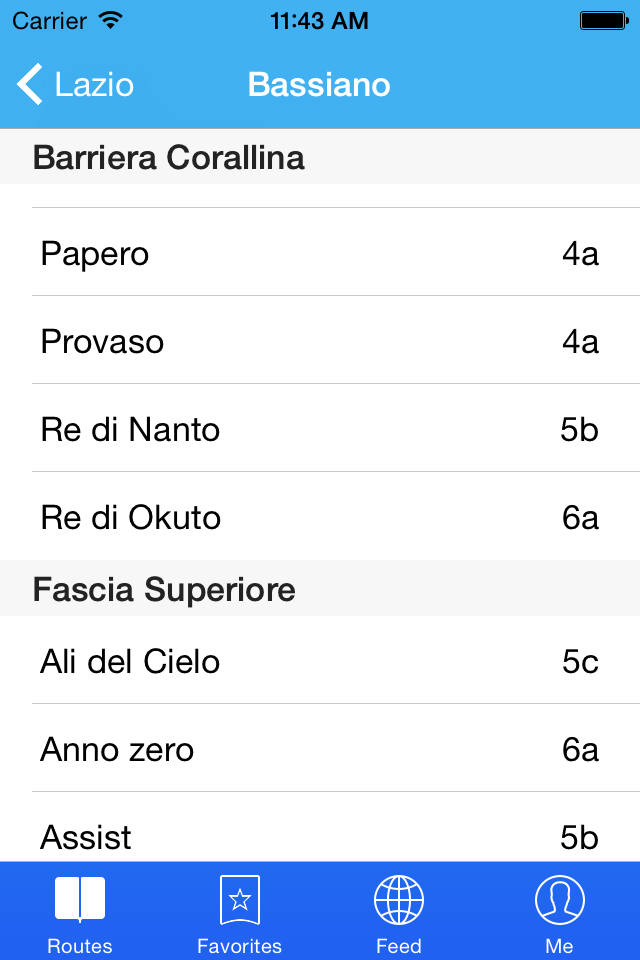 Carrier 11:43 AM
Lazio Bassiano
Barriera Corallina
Papero 4a
Provaso 4a
Re di Nanto 5b
Re di Okuto 6a
Fascia Superiore
Ali del Cielo 5c
Anno zero 6a
Assist 5b
Routes Favorites Feed Me